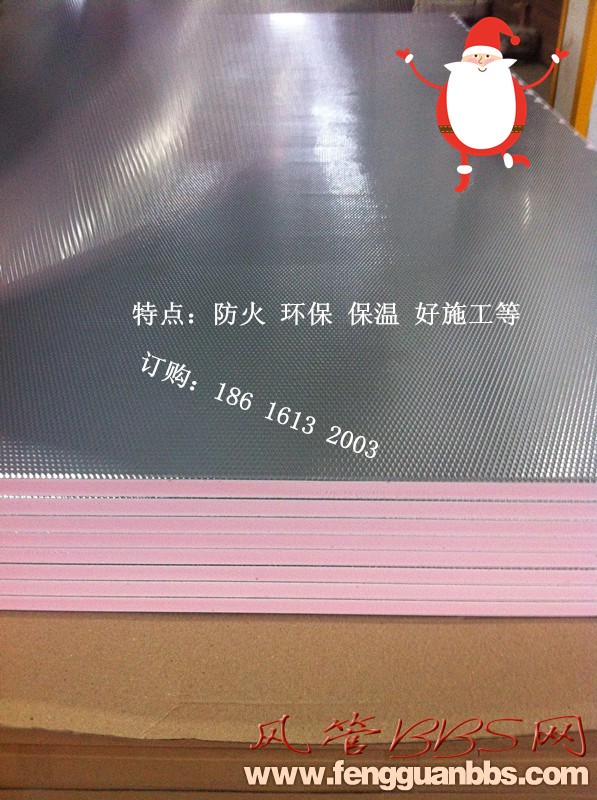 特点：防火 环保 保温 好施工等
订购：186 1613 2003
风管BBS网
www.fengguanbbs.com